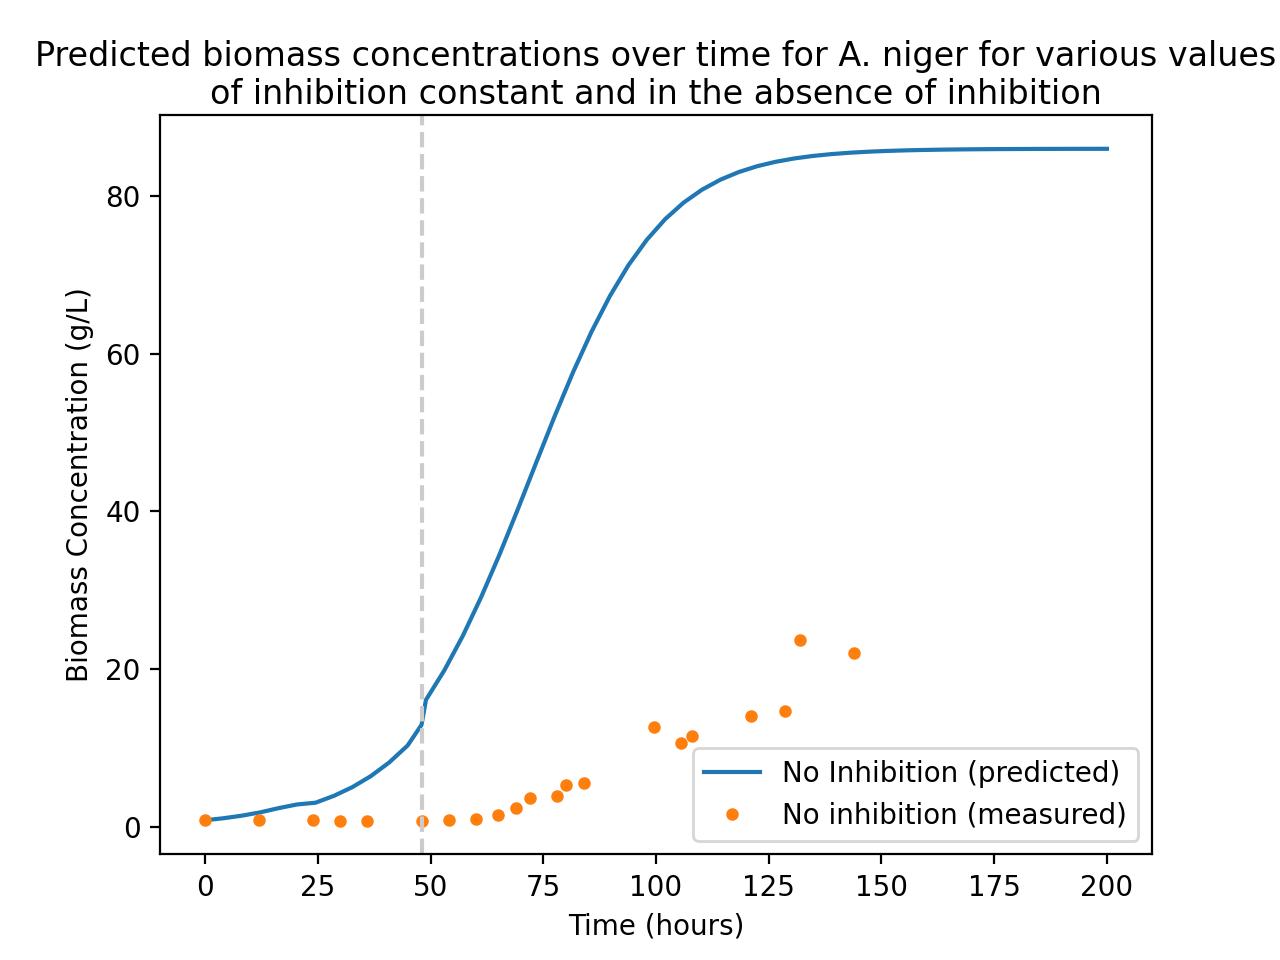 Predicted biomass concentrations over time for A. niger for various values
of inhibition constant and in the absence of inhibition
Biomass Concentration (g/L)
80
60
40
20
0
No Inhibition (predicted)
No inhibition (measured)
0 25 50 75 100 125 150 175 200
Time (hours)